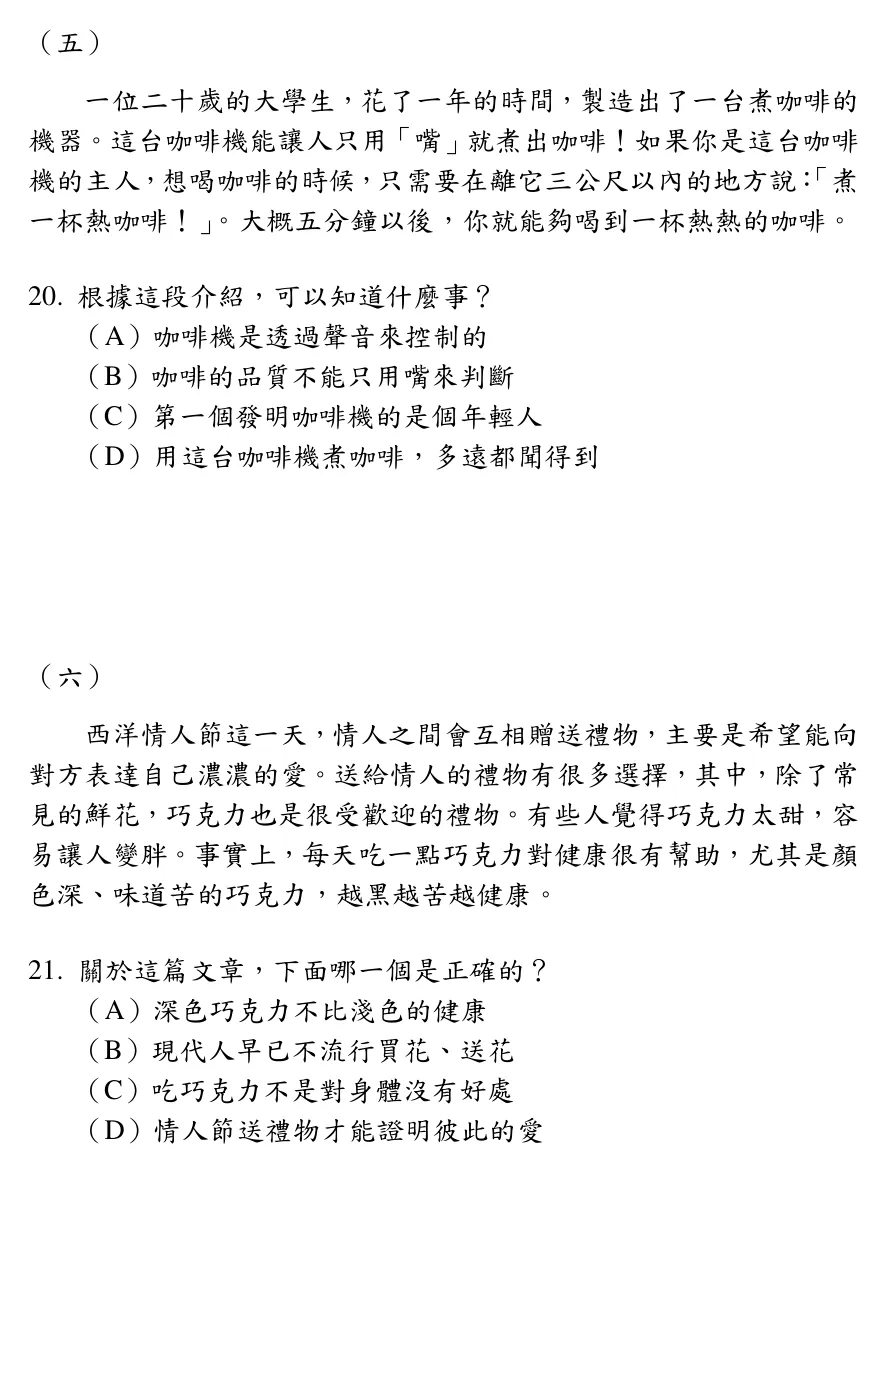 （五）
一位二十歲的大學生，花了一年的時間，製造出了一台煮咖啡的
機器。這台咖啡機能讓人只用「嘴」就煮出咖啡！如果你是這台咖啡
機的主人，想喝咖啡的時候，只需要在離它三公尺以內的地方說：「煮
一杯熱咖啡！」。大概五分鐘以後，你就能夠喝到一杯熱熱的咖啡。
20. 根據這段介紹，可以知道什麼事？
（A）咖啡機是透過聲音來控制的
（B）咖啡的品質不能只用嘴來判斷
（C）第一個發明咖啡機的是個年輕人
（D）用這台咖啡機煮咖啡，多遠都聞得到
（六）
西洋情人節這一天，情人之間會互相贈送禮物，主要是希望能向
對方表達自己濃濃的愛。送給情人的禮物有很多選擇，其中，除了常
見的鮮花，巧克力也是很受歡迎的禮物。有些人覺得巧克力太甜，容
易讓人變胖。事實上，每天吃一點巧克力對健康很有幫助，尤其是顏
色深、味道苦的巧克力，越黑越苦越健康。
21. 關於這篇文章，下面哪一個是正確的？
（A）深色巧克力不比淺色的健康
（B）現代人早已不流行買花、送花
（C）吃巧克力不是對身體沒有好處
（D）情人節送禮物才能證明彼此的愛